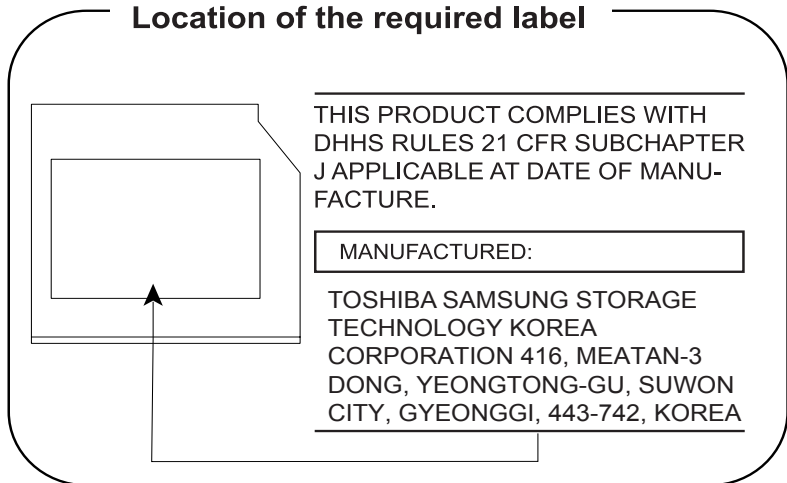 Location of the required label
THIS PRODUCT COMPLIES WITH
DHHS RULES 21 CFR SUBCHAPTER
J APPLICABLE AT DATE OF MANU-
FACTURE.
MANUFACTURED:
TOSHIBA SAMSUNG STORAGE
TECHNOLOGY KOREA
CORPORATION 416, MEATAN-3
DONG, YEONGTONG-GU, SUWON
CITY, GYEONGGI, 443-742, KOREA